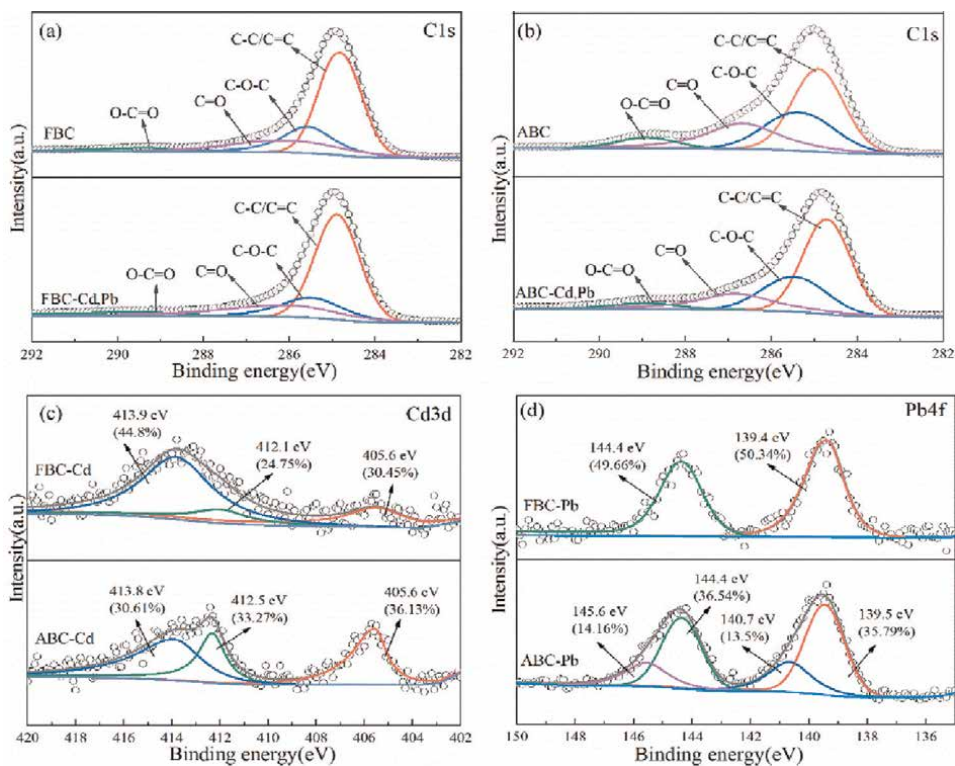 (a)
C1s
C-C/C=C
C-O-C
C=O
O-C=O
FBC
C-C/C=C
C-O-C
C=O
O-C=O
FBC-Cd,Pb
Intensity(a.u.)
292 290 288 286 284 282
Binding energy(eV)
(b)
C1s
C-C/C=C
C-O-C
C=O
O-C=O
ABC
C-C/C=C
C-O-C
C=O
O-C=O
ABC-Cd,Pb
Intensity(a.u.)
292 290 288 286 284 282
Binding energy(eV)
(c)
Cd3d
413.9 eV
(44.8%)
412.1 eV
(24.75%)
405.6 eV
(30.45%)
FBC-Cd
413.8 eV
(30.61%)
412.5 eV
(33.27%)
405.6 eV
(36.13%)
ABC-Cd
Intensity(a.u.)
420 418 416 414 412 410 408 406 404 402
Binding energy(eV)
(d)
Pb4f
144.4 eV
(49.66%)
139.4 eV
(50.34%)
FBC-Pb
144.4 eV
(36.54%)
145.6 eV
(14.16%)
140.7 eV
(13.5%)
139.5 eV
(35.79%)
ABC-Pb
Intensity(a.u.)
150 148 146 144 142 140 138 136
Binding energy(eV)